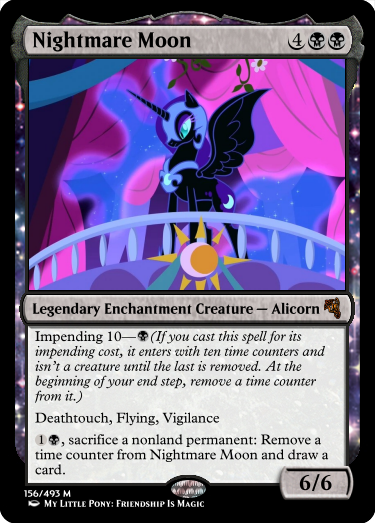 Nightmare Moon 4
Legendary Enchantment Creature — Alicorn
Impending 10—(If you cast this spell for its
impending cost, it enters with ten time counters and
isn't a creature until the last is removed. At the
beginning of your end step, remove a time counter
from it.)
Deathtouch, Flying, Vigilance
1, sacrifice a nonland permanent: Remove a
time counter from Nightmare Moon and draw a
card.
6/6
156/493 M
My Little Pony: Friendship Is Magic